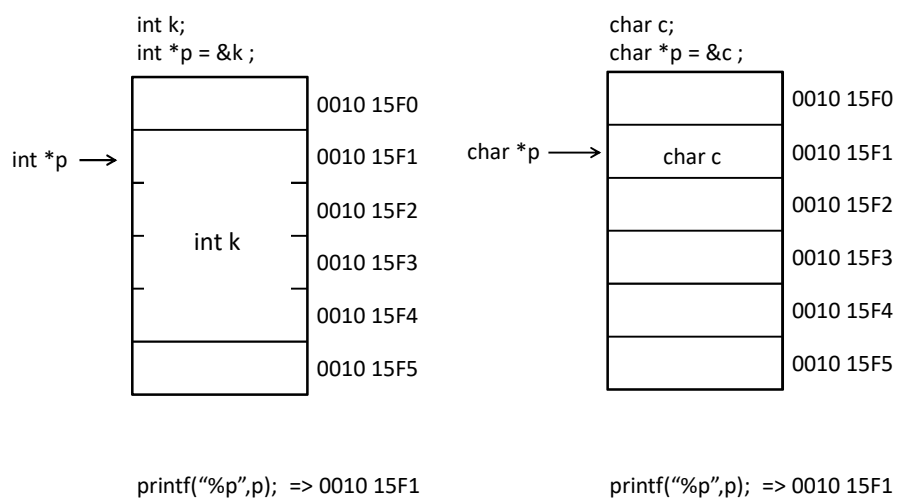 int k;
int *p = &k ;
0010 15F0
int *p
0010 15F1
0010 15F2
int k
0010 15F3
0010 15F4
0010 15F5
printf(“%p”,p);  => 0010 15F1
char c;
char *p = &c ;
0010 15F0
char *p
char c
0010 15F1
0010 15F2
0010 15F3
0010 15F4
0010 15F5
printf(“%p”,p);  => 0010 15F1